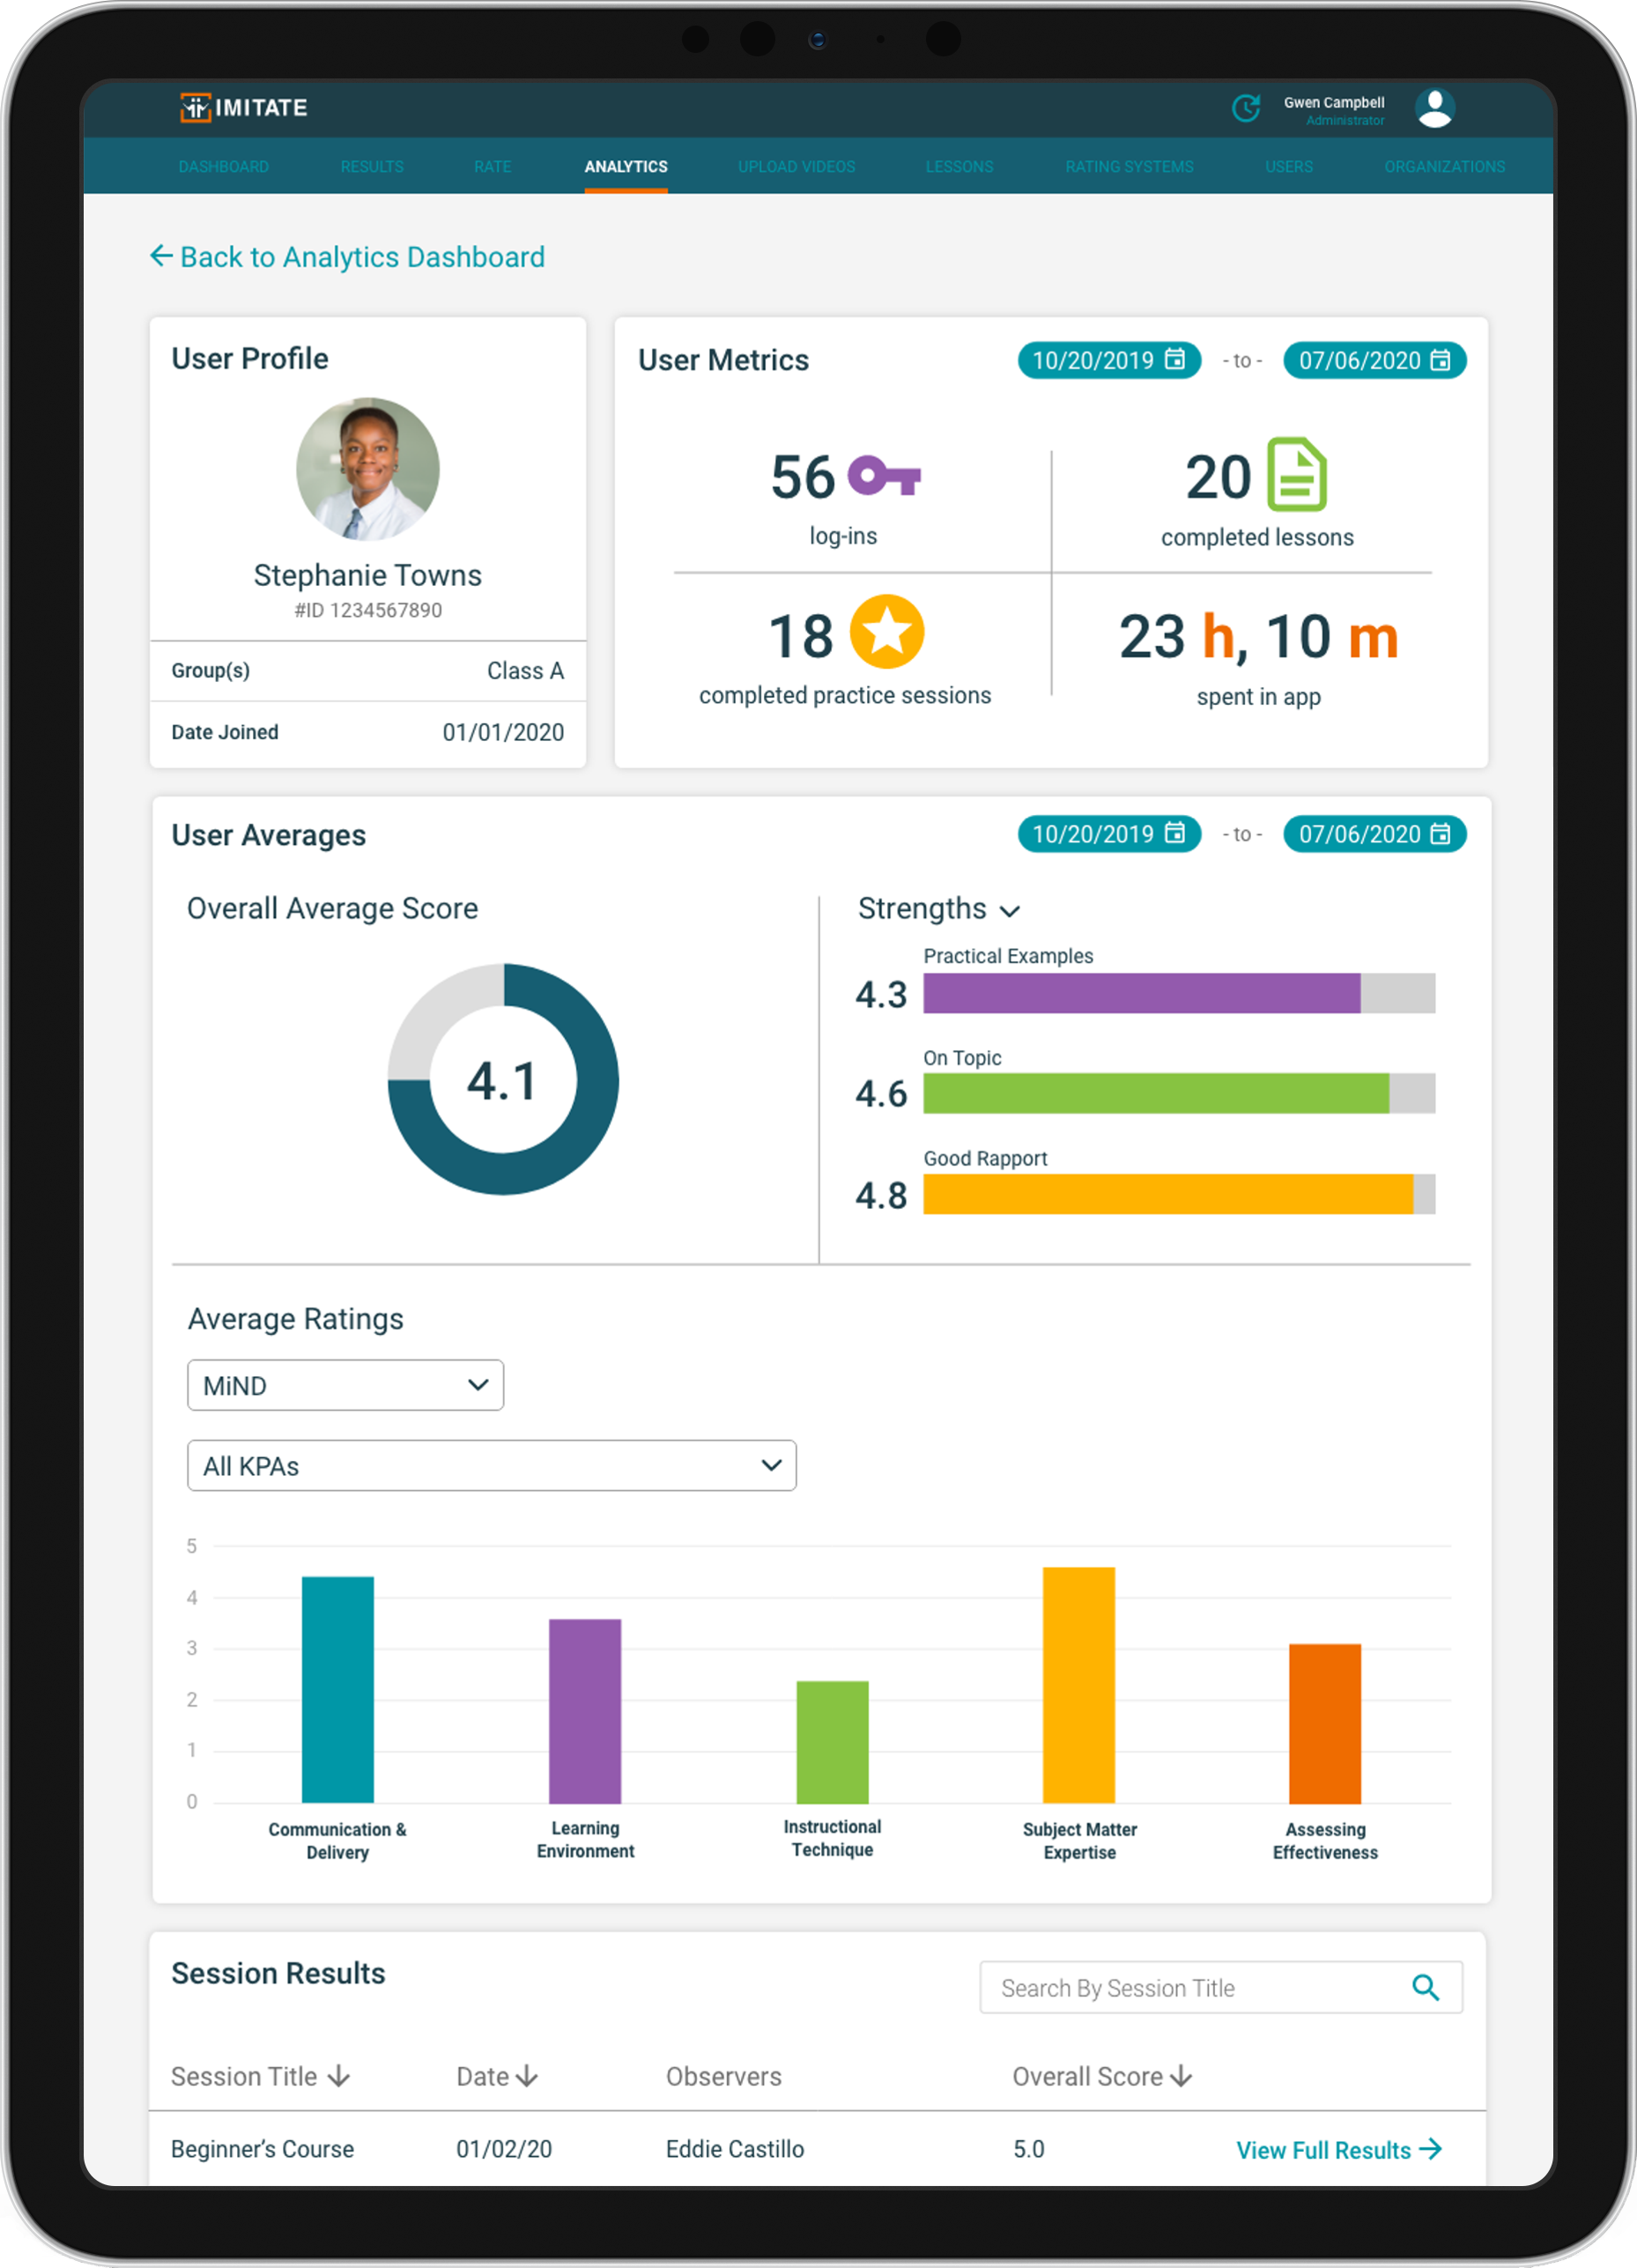 IMITATE
Gwen Campbell
Administrator
DASHBOARD RESULTS RATE ANALYTICS UPLOAD VIDEOS LESSONS RATING SYSTEMS USERS ORGANIZATIONS
Back to Analytics Dashboard
User Profile
Stephanie Towns
#ID 1234567890
Group(s) Class A
Date Joined 01/01/2020
User Metrics 10/20/2019 - to - 07/06/2020
56
log-ins
20
completed lessons
18
completed practice sessions
23 h, 10 m
spent in app
User Averages 10/20/2019 - to - 07/06/2020
Overall Average Score
4.1
Strengths
Practical Examples
4.3
On Topic
4.6
Good Rapport
4.8
Average Ratings
MiND
All KPAs
5
4
3
2
1
0
Communication &
Delivery
Learning
Environment
Instructional
Technique
Subject Matter
Expertise
Assessing
Effectiveness
Session Results
Search By Session Title
Session Title Date Observers Overall Score
Beginner’s Course 01/02/20 Eddie Castillo 5.0 View Full Results